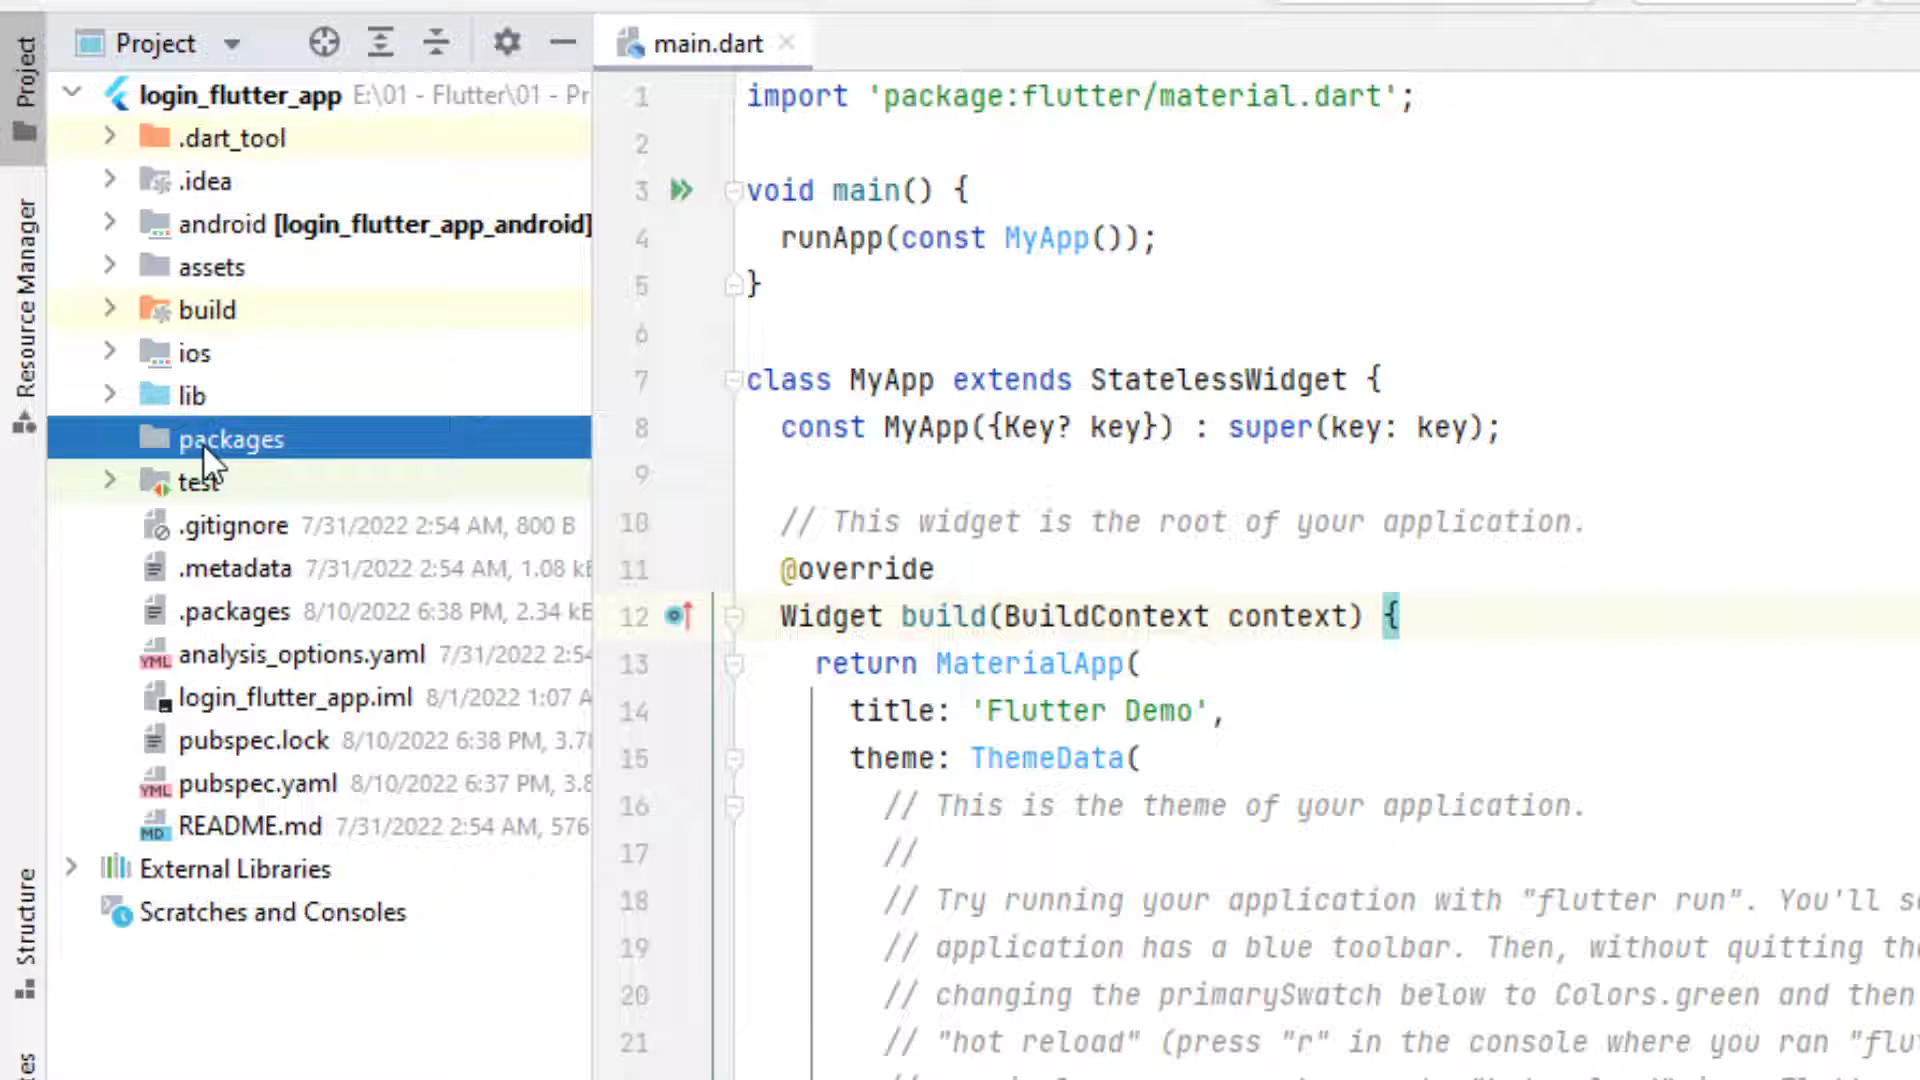 Project
main.dart
Project
Resource Manager
Structure
login_flutter_app E:\01 - Flutter\01 - Pr
.dart_tool
.idea
android [login_flutter_app_android]
assets
build
ios
lib
packages
test
.gitignore 7/31/2022 2:54 AM, 800 B
.metadata 7/31/2022 2:54 AM, 1.08 kB
.packages 8/10/2022 6:38 PM, 2.34 kB
analysis_options.yaml 7/31/2022 2:54
login_flutter_app.iml 8/1/2022 1:07 A
pubspec.lock 8/10/2022 6:38 PM, 3.7
pubspec.yaml 8/10/2022 6:37 PM, 3.8
README.md 7/31/2022 2:54 AM, 576
External Libraries
Scratches and Consoles
1 import 'package:flutter/material.dart';
2
3 void main() {
4 runApp(const MyApp());
5 }
6
7 class MyApp extends StatelessWidget {
8 const MyApp({Key? key}) : super(key: key);
9
10 // This widget is the root of your application.
11 @override
12 Widget build(BuildContext context) {
13 return MaterialApp(
14 title: 'Flutter Demo',
15 theme: ThemeData(
16 // This is the theme of your application.
17 //
18 // Try running your application with "flutter run". You'll s
19 // application has a blue toolbar. Then, without quitting th
20 // changing the primarySwatch below to Colors.green and then
21 // "hot reload" (press "r" in the console where you ran "flu